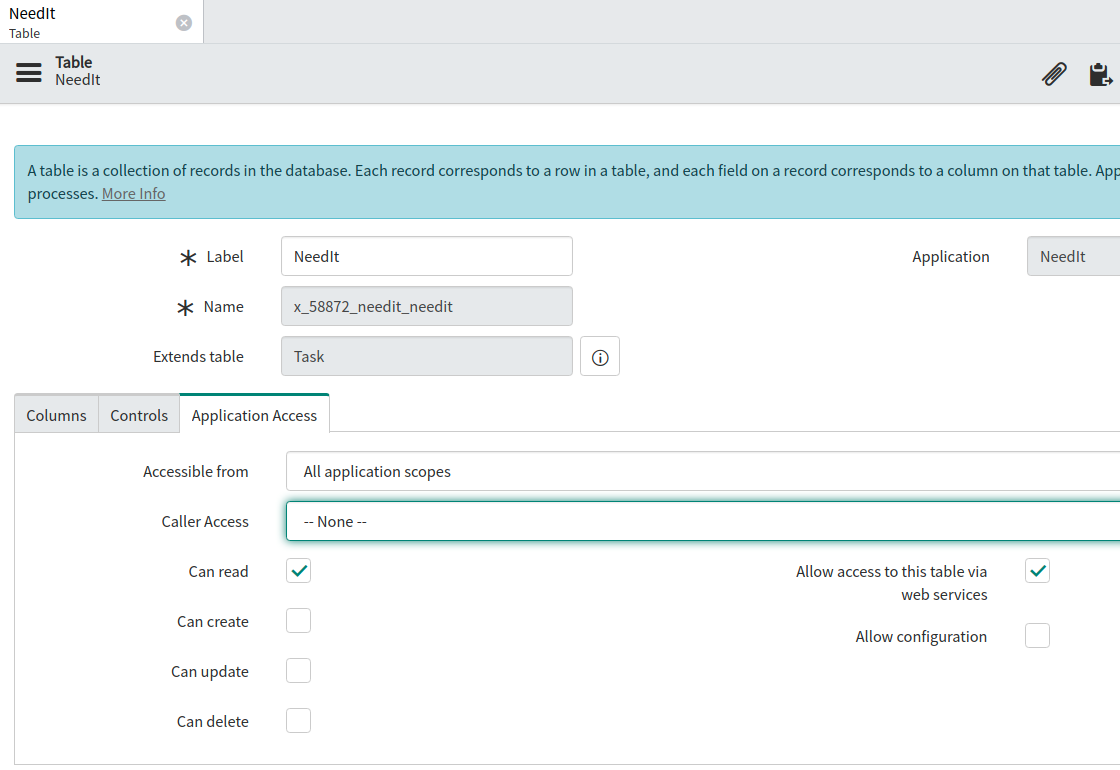 NeedIt
Table
Table
NeedIt
A table is a collection of records in the database. Each record corresponds to a row in a table, and each field on a record corresponds to a column on that table. App
processes. More Info
Label
NeedIt
Application
NeedIt
Name
x_58872_needit_needit
Extends table
Task
Columns
Controls
Application Access
Accessible from
All application scopes
Caller Access
-- None --
Can read
Allow access to this table via
web services
Can create
Allow configuration
Can update
Can delete